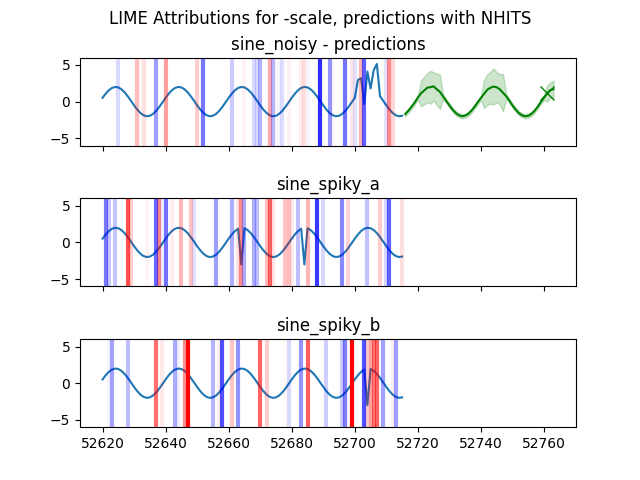 LIME Attributions for -scale, predictions with NHITS
sine_noisy - predictions
5
0
−5
sine_spiky_a
5
0
−5
sine_spiky_b
5
0
−5
52620 52640 52660 52680 52700 52720 52740 52760